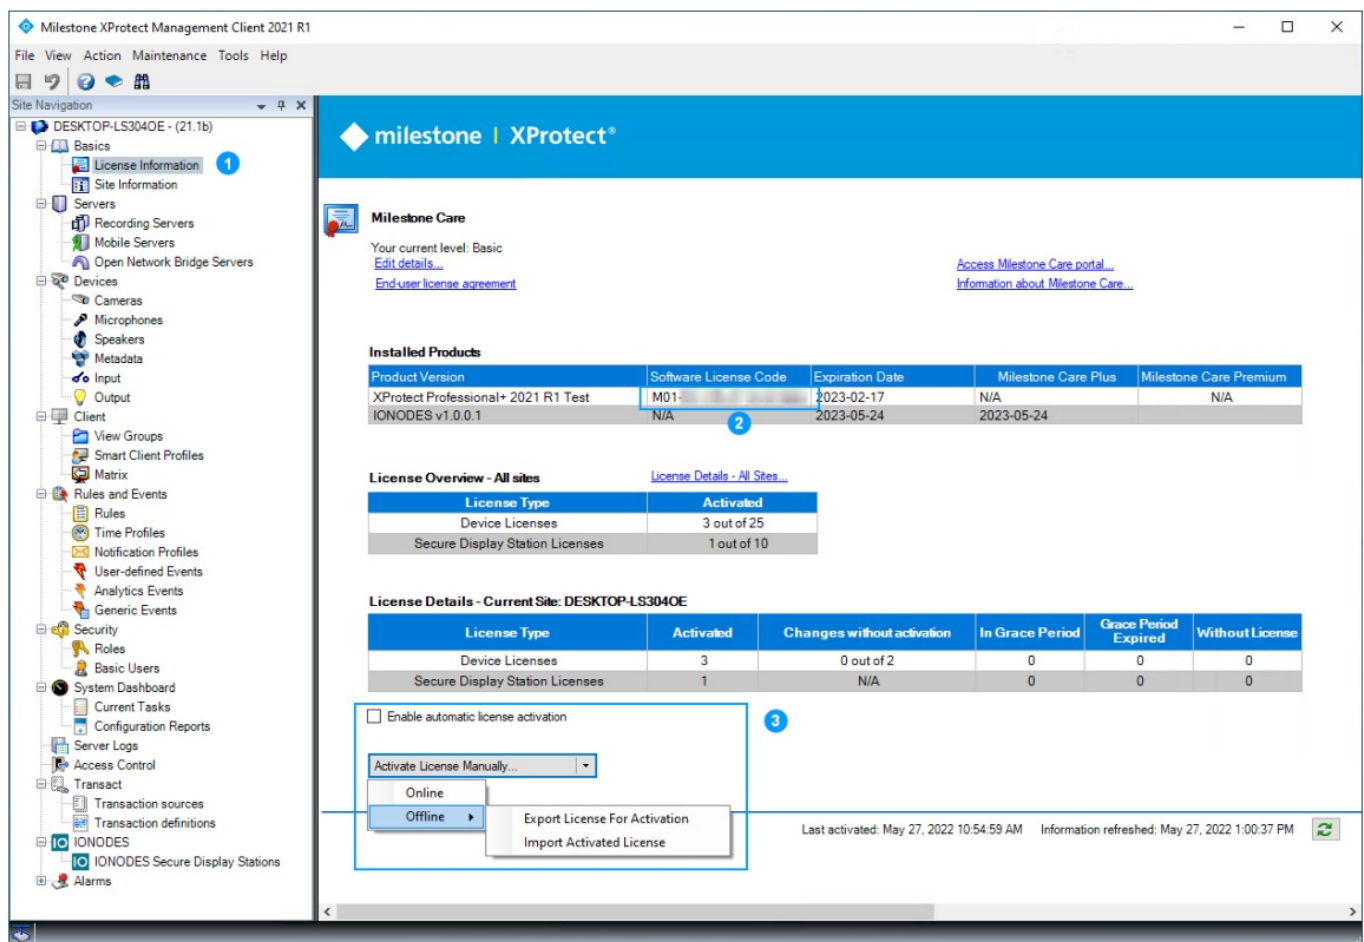 Milestone XProtect Management Client 2021 R1
File View Action Maintenance Tools Help
Site Navigation
DESKTOP-LS304OE - (21.1b)
Basics
License Information
1
Site Information
Servers
Recording Servers
Mobile Servers
Open Network Bridge Servers
Devices
Cameras
Microphones
Speakers
Metadata
Input
Output
Client
View Groups
Smart Client Profiles
Matrix
Rules and Events
Rules
Time Profiles
Notification Profiles
User-defined Events
Analytics Events
Generic Events
Security
Roles
Basic Users
System Dashboard
Current Tasks
Configuration Reports
Server Logs
Access Control
Transact
Transaction sources
Transaction definitions
IO IONODES
IO IONODES Secure Display Stations
Alarms
milestone | XProtect®
Milestone Care
Your current level: Basic
Edit details... Access Milestone Care portal...
End-user license agreement Information about Milestone Care...
Installed Products
Product Version Software License Code Expiration Date Milestone Care Plus Milestone Care Premium
XProtect Professional+ 2021 R1 Test M01- 2023-02-17 N/A N/A
IONODES v1.0.0.1 N/A 2023-05-24 2023-05-24
2
License Overview - All sites License Details - All Sites...
License Type Activated
Device Licenses 3 out of 25
Secure Display Station Licenses 1 out of 10
License Details - Current Site: DESKTOP-LS304OE
License Type Activated Changes without activation In Grace Period Grace Period Expired Without License
Device Licenses 3 0 out of 2 0 0 0
Secure Display Station Licenses 1 N/A 0 0 0
Enable automatic license activation
3
Activate License Manually...
Online
Offline
Export License For Activation
Import Activated License
Last activated: May 27, 2022 10:54:59 AM Information refreshed: May 27, 2022 1:00:37 PM